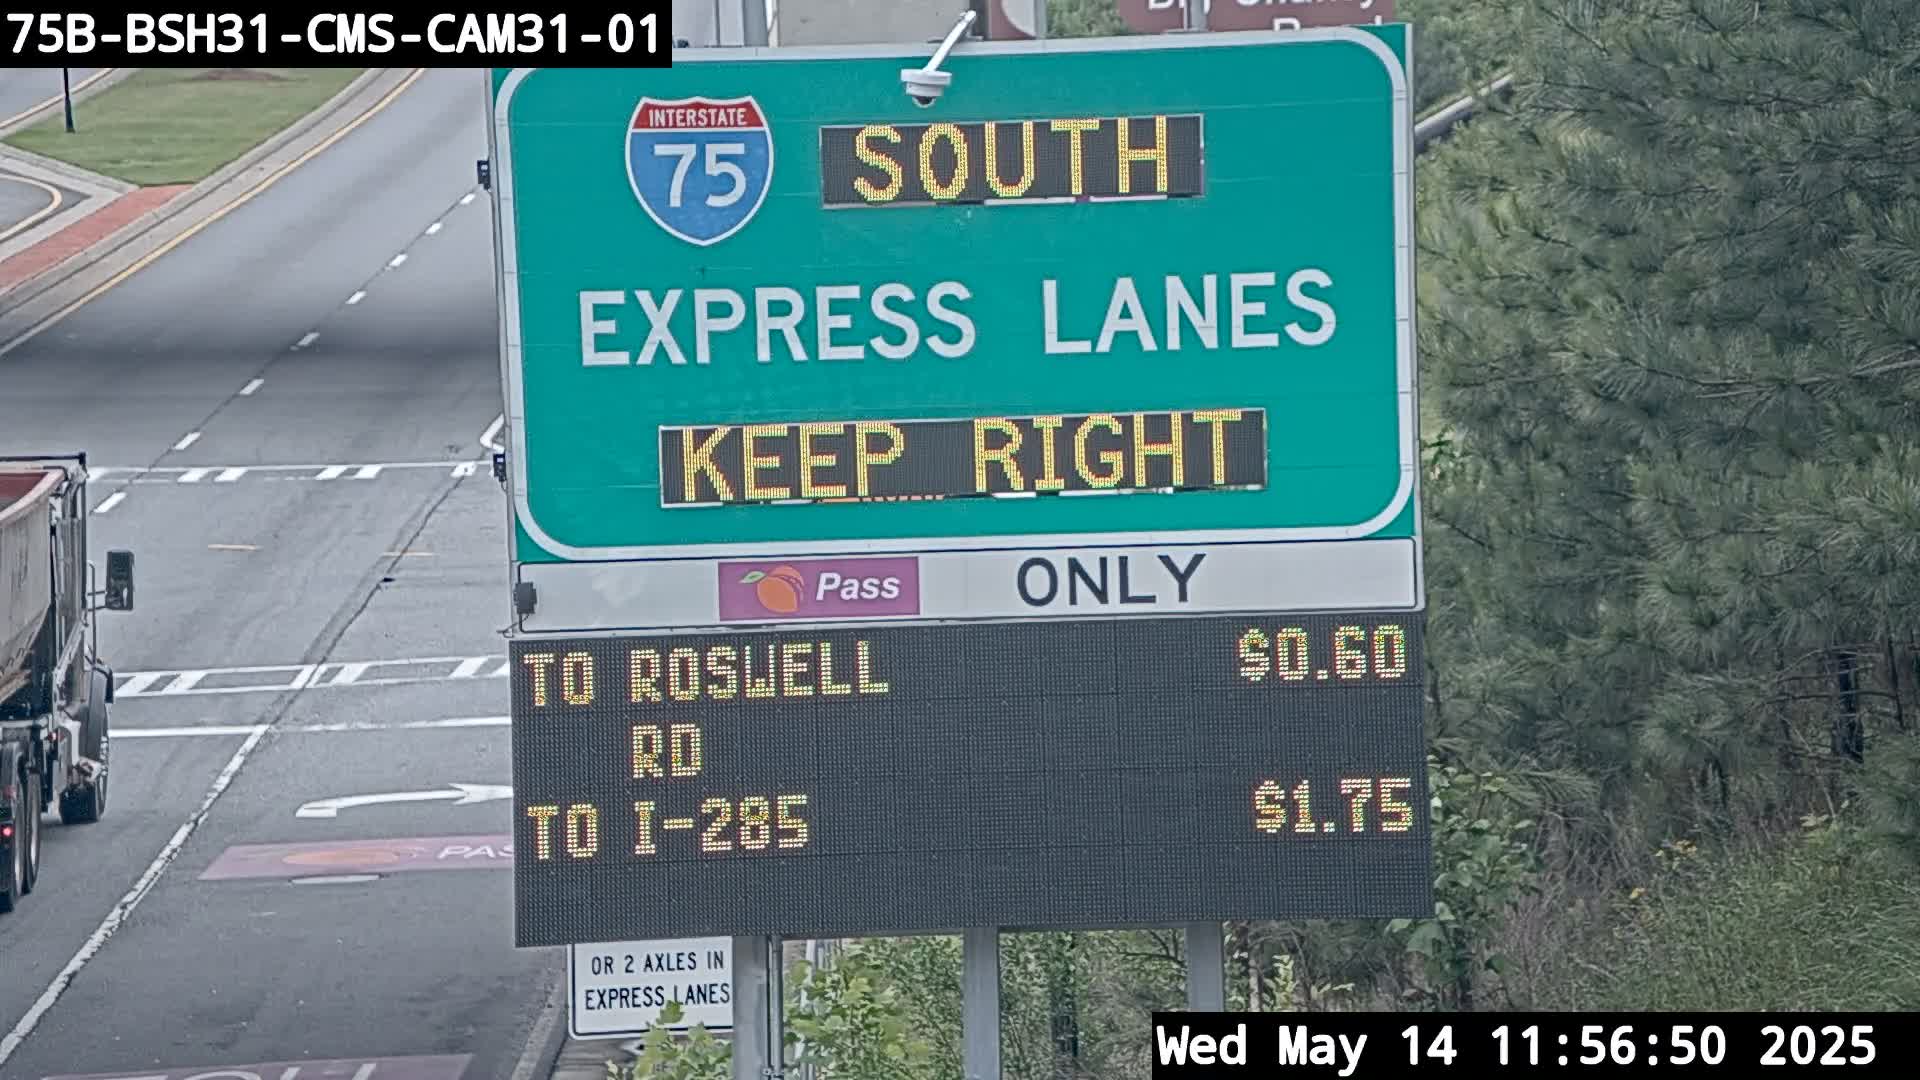 75B-BSH31-CMS-CAM31-01
INTERSTATE
75
SOUTH
EXPRESS LANES
KEEP RIGHT
Pass
ONLY
TO ROSWELL $0.60
RD
TO I-285 $1.75
OR 2 AXLES IN
EXPRESS LANES
Wed May 14 11:56:50 2025